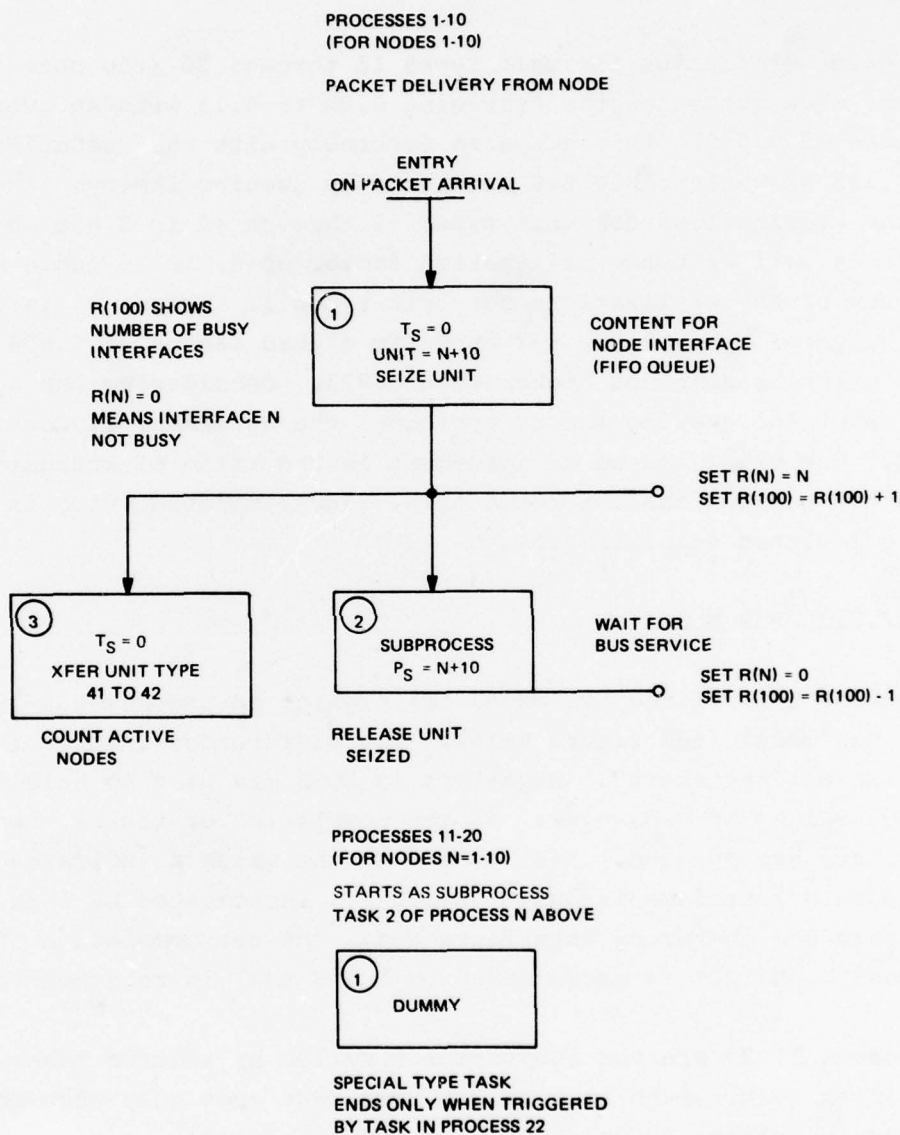 PROCESSES 1-10
(FOR NODES 1-10)
PACKET DELIVERY FROM NODE
ENTRY
ON PACKET ARRIVAL
R(100) SHOWS
NUMBER OF BUSY
INTERFACES
R(N) = 0
MEANS INTERFACE N
NOT BUSY
1
TS = 0
UNIT = N+10
SEIZE UNIT
CONTENT FOR
NODE INTERFACE
(FIFO QUEUE)
SET R(N) = N
SET R(100) = R(100) + 1
3
TS = 0
XFER UNIT TYPE
41 TO 42
COUNT ACTIVE
NODES
2
SUBPROCESS
PS = N+10
WAIT FOR
BUS SERVICE
SET R(N) = 0
SET R(100) = R(100) - 1
RELEASE UNIT
SEIZED
PROCESSES 11-20
(FOR NODES N=1-10)
STARTS AS SUBPROCESS
TASK 2 OF PROCESS N ABOVE
1
DUMMY
SPECIAL TYPE TASK
ENDS ONLY WHEN TRIGGERED
BY TASK IN PROCESS 22